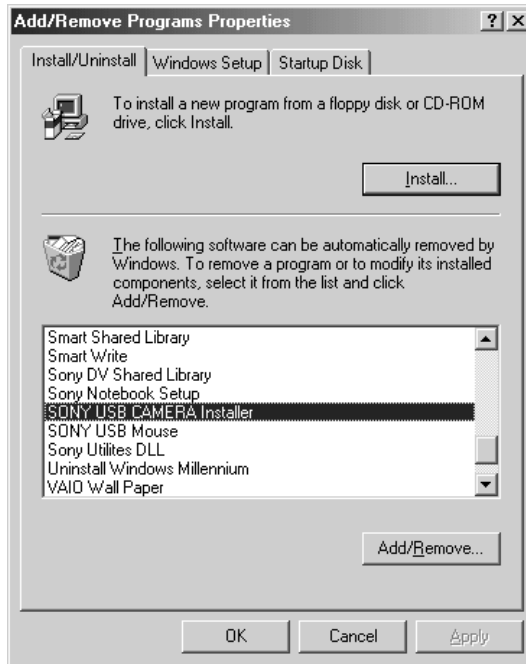 Add/Remove Programs Properties
Install/Uninstall Windows Setup Startup Disk
To install a new program from a floppy disk or CD-ROM
drive, click Install.
Install...
The following software can be automatically removed by
Windows. To remove a program or to modify its installed
components, select it from the list and click
Add/Remove.
Smart Shared Library
Smart Write
Sony DV Shared Library
Sony Notebook Setup
SONY USB CAMERA Installer
SONY USB Mouse
Sony Utilites DLL
Uninstall Windows Millennium
VAIO Wall Paper
Add/Remove...
OK Cancel Apply